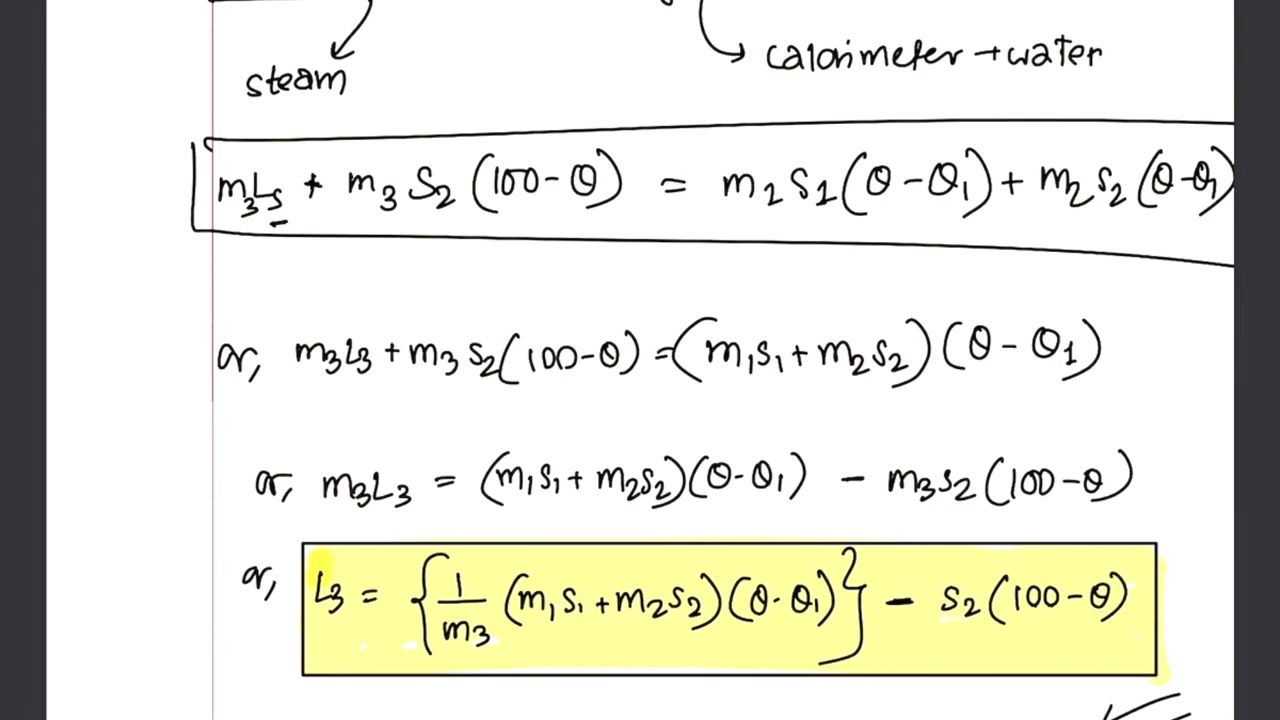 steam
calorimeter + water
m₃Lₛ + m₃ S₂ (100 - θ) = m₂ s₁ (θ - θ₁) + m₂ s₂ (θ - θ₁)
or, m₃L₃ + m₃ s₂ (100 - θ) = (m₁s₁ + m₂s₂) (θ - θ₁)
or, m₃L₃ = (m₁s₁ + m₂s₂) (θ - θ₁) - m₃s₂ (100 - θ)
or, L₃ = {1/m₃ (m₁s₁ + m₂s₂) (θ - θ₁)} - s₂ (100 - θ)